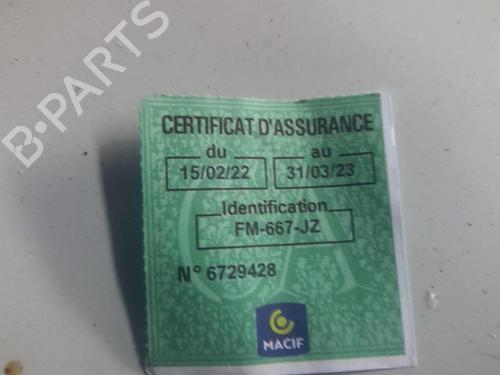 B-PARTS
CERTIFICAT D'ASSURANCE
du au
15/02/22 31/03/23
Identification
FM-667-JZ
N° 6729428
MACIF